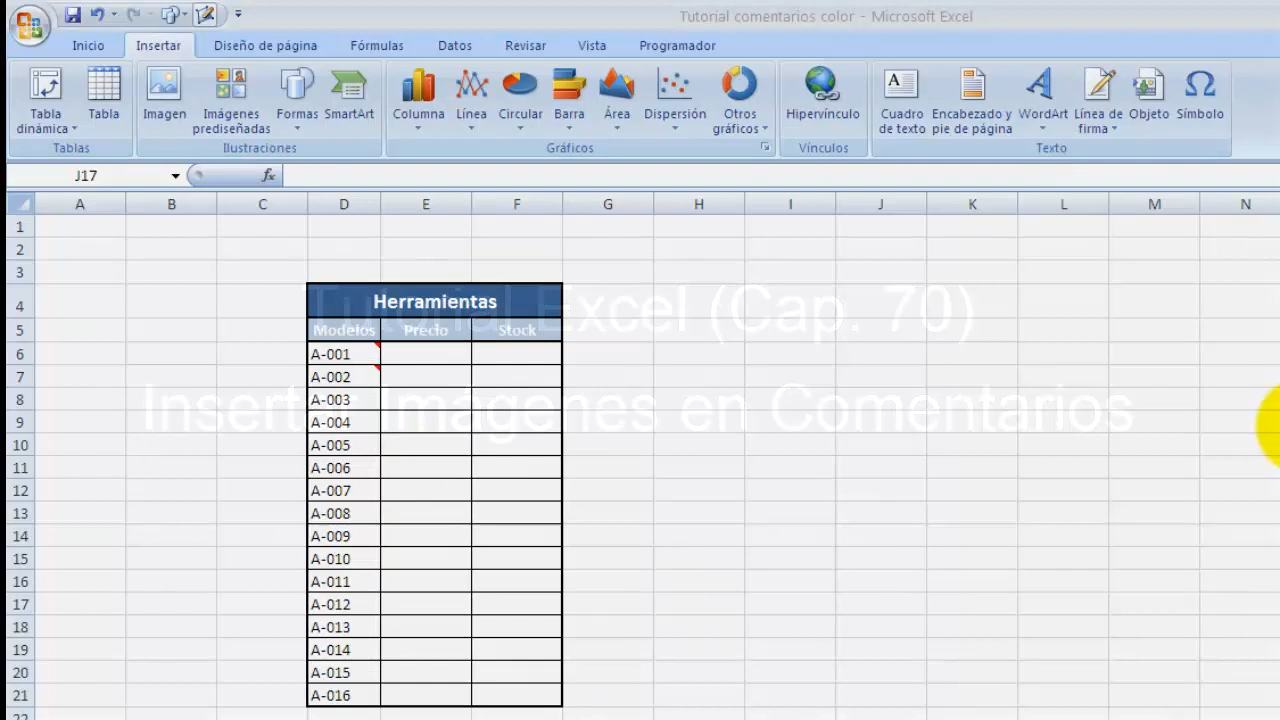 Tutorial comentarios color - Microsoft Excel
Inicio Insertar Diseño de página Fórmulas Datos Revisar Vista Programador
Tabla dinámica Tabla Imagen Imágenes prediseñadas Formas SmartArt Columna Línea Circular Barra Área Dispersión Otros gráficos Hipervínculo Cuadro de texto Encabezado y pie de página WordArt Línea de firma Objeto Símbolo
Tablas Ilustraciones Gráficos Vínculos Texto
J17 fx
A B C D E F G H I J K L M N
1
2
3
4 Herramientas
Tutorial Excel (Cap. 70)
5 Modelos Precio Stock
6 A-001
7 A-002
8 A-003
Insertar Imágenes en Comentarios
9 A-004
10 A-005
11 A-006
12 A-007
13 A-008
14 A-009
15 A-010
16 A-011
17 A-012
18 A-013
19 A-014
20 A-015
21 A-016
22